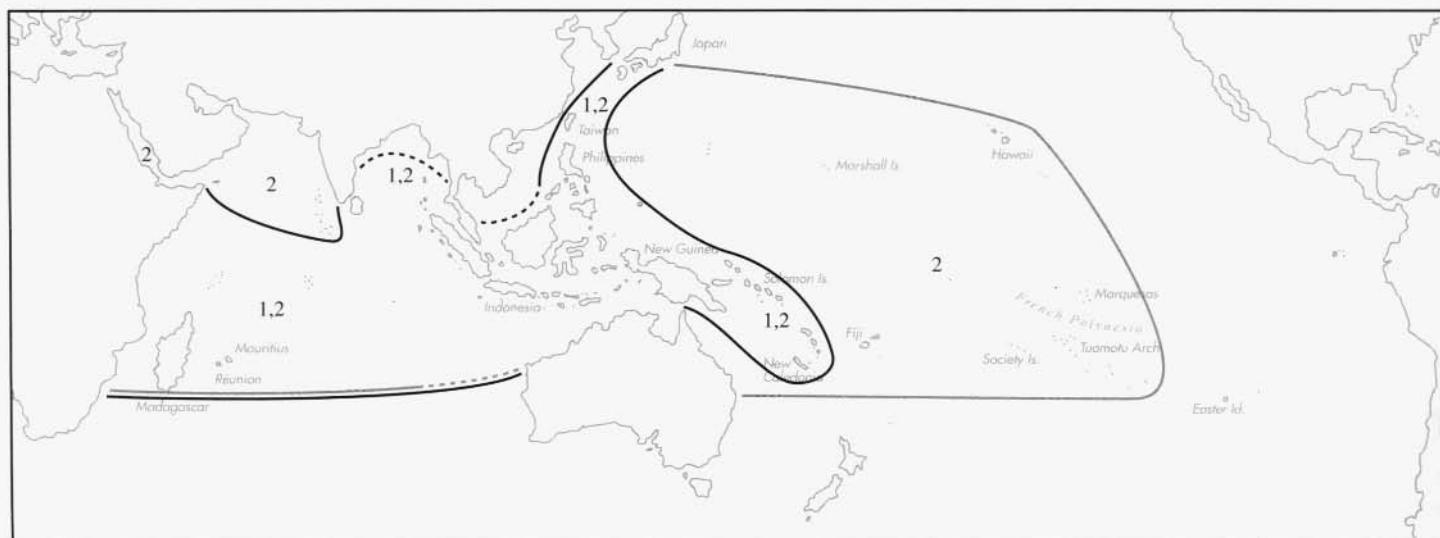 Japan
1,2
Taiwan
Philippines
Hawaii
Marshall Is.
2
2
1,2
New Guinea
Solomon Is.
2
Marquesas
Indonesia
French Polynesia
1,2
1,2
Fiji
Tuamotu Arch
Mauritius
Society Is.
New
Caledonia
Réunion
Madagascar
Easter Id.